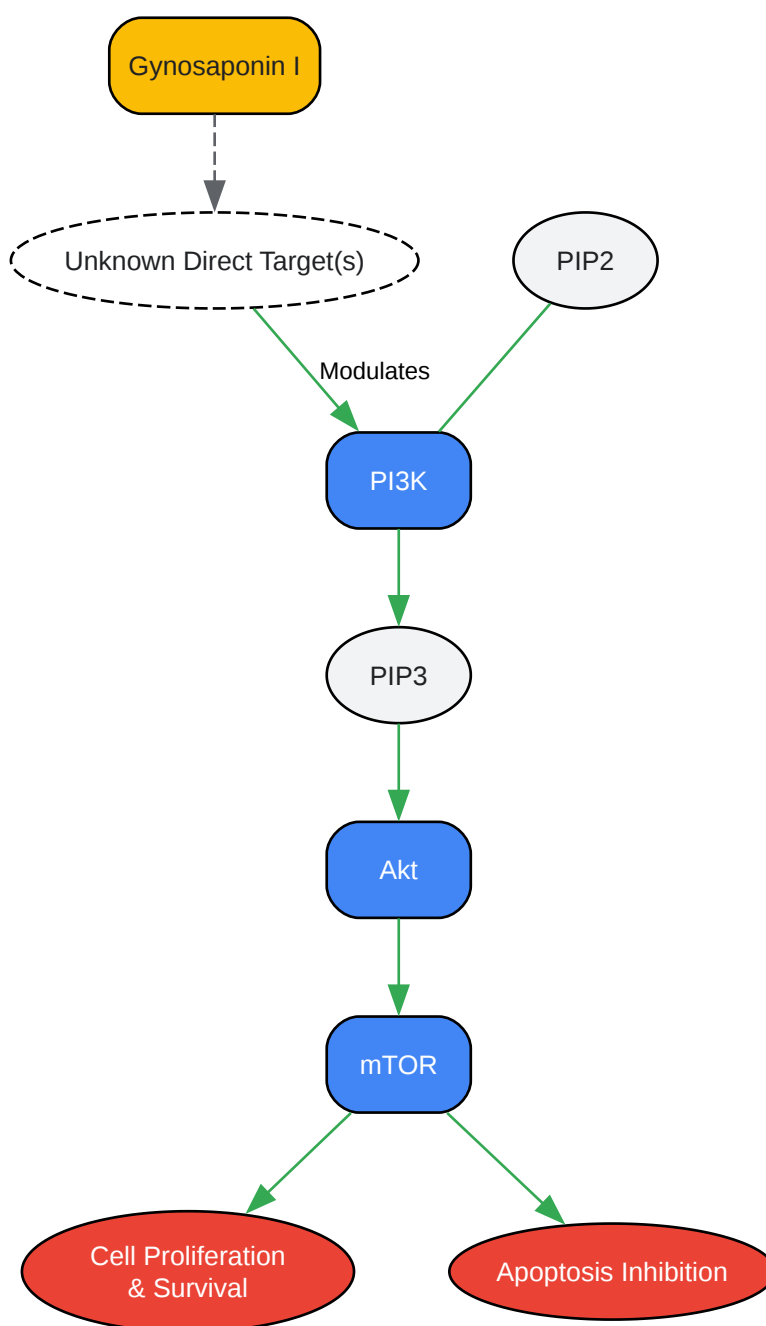 Gynosaponin I
Unknown Direct Target(s)
PIP2
Modulates
PI3K
PIP3
Akt
mTOR
Cell Proliferation
& Survival
Apoptosis Inhibition